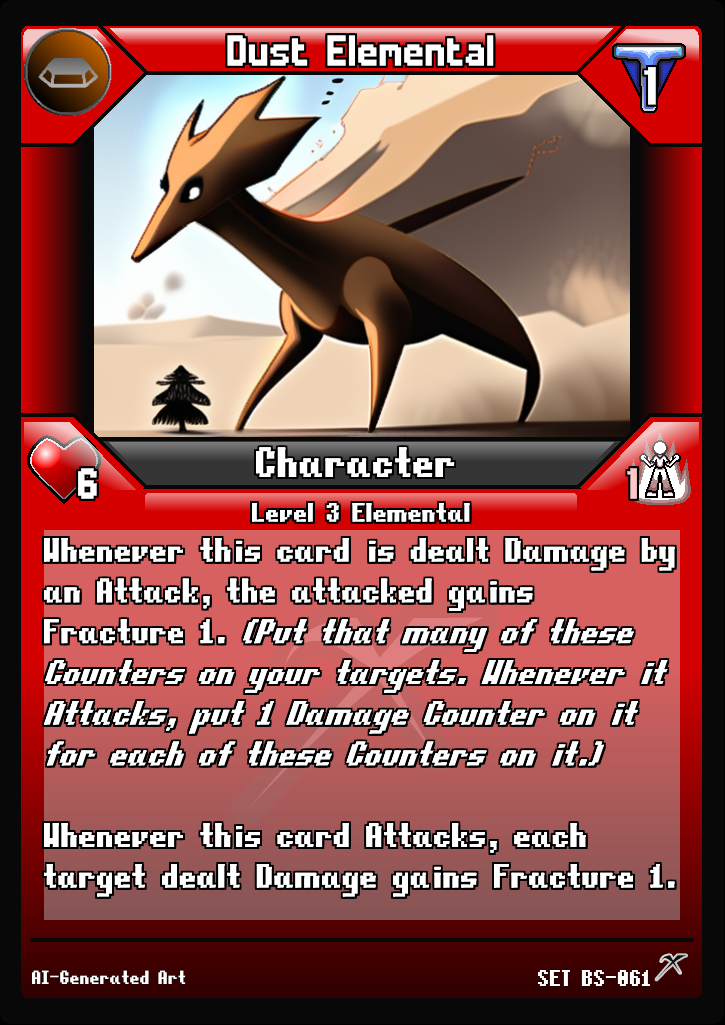 Dust Elemental
1
6
Character
1
Level 3 Elemental
Whenever this card is dealt Damage by
an Attack, the attacked gains
Fracture 1. (Put that many of these
Counters on your targets. Whenever it
Attacks, put 1 Damage Counter on it
for each of these Counters on it.)
Whenever this card Attacks, each
target dealt Damage gains Fracture 1.
AI-Generated Art
SET BS-061